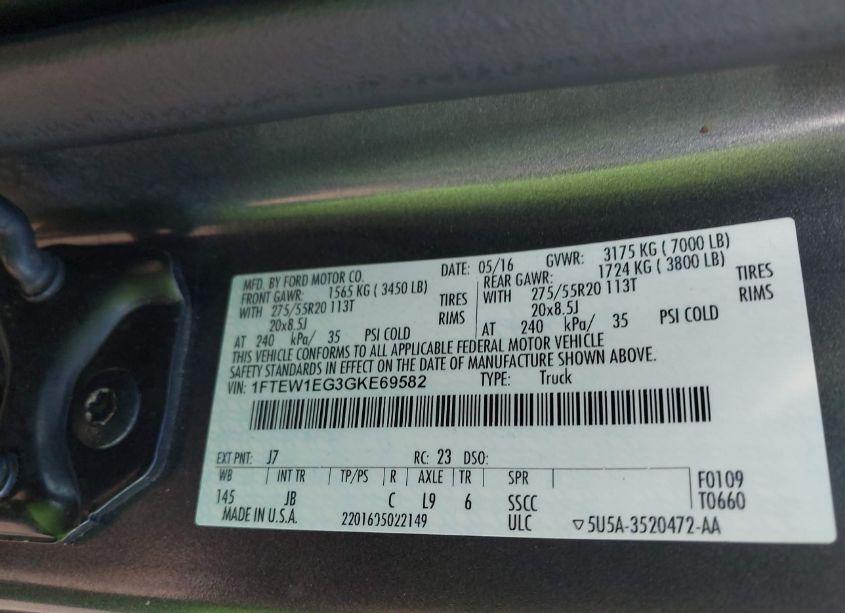 MFD. BY FORD MOTOR CO. DATE: 05/16 GVWR: 3175 KG ( 7000 LB)
FRONT GAWR: 1565 KG ( 3450 LB) REAR GAWR: 1724 KG ( 3800 LB)
WITH 275/55R20 113T TIRES WITH 275/55R20 113T TIRES
20x8.5J RIMS 20x8.5J RIMS
AT 240 kPa/ 35 PSI COLD AT 240 kPa/ 35 PSI COLD
THIS VEHICLE CONFORMS TO ALL APPLICABLE FEDERAL MOTOR VEHICLE
SAFETY STANDARDS IN EFFECT ON THE DATE OF MANUFACTURE SHOWN ABOVE.
VIN: 1FTEW1EG3GKE69582 TYPE: Truck
EXT PNT: J7 RC: 23 DSO:
WB INT TR TP/PS R AXLE TR SPR F0109
145 JB C L9 6 SSCC T0660
MADE IN U.S.A. 2201605022149 ULC ▽5U5A-3520472-AA